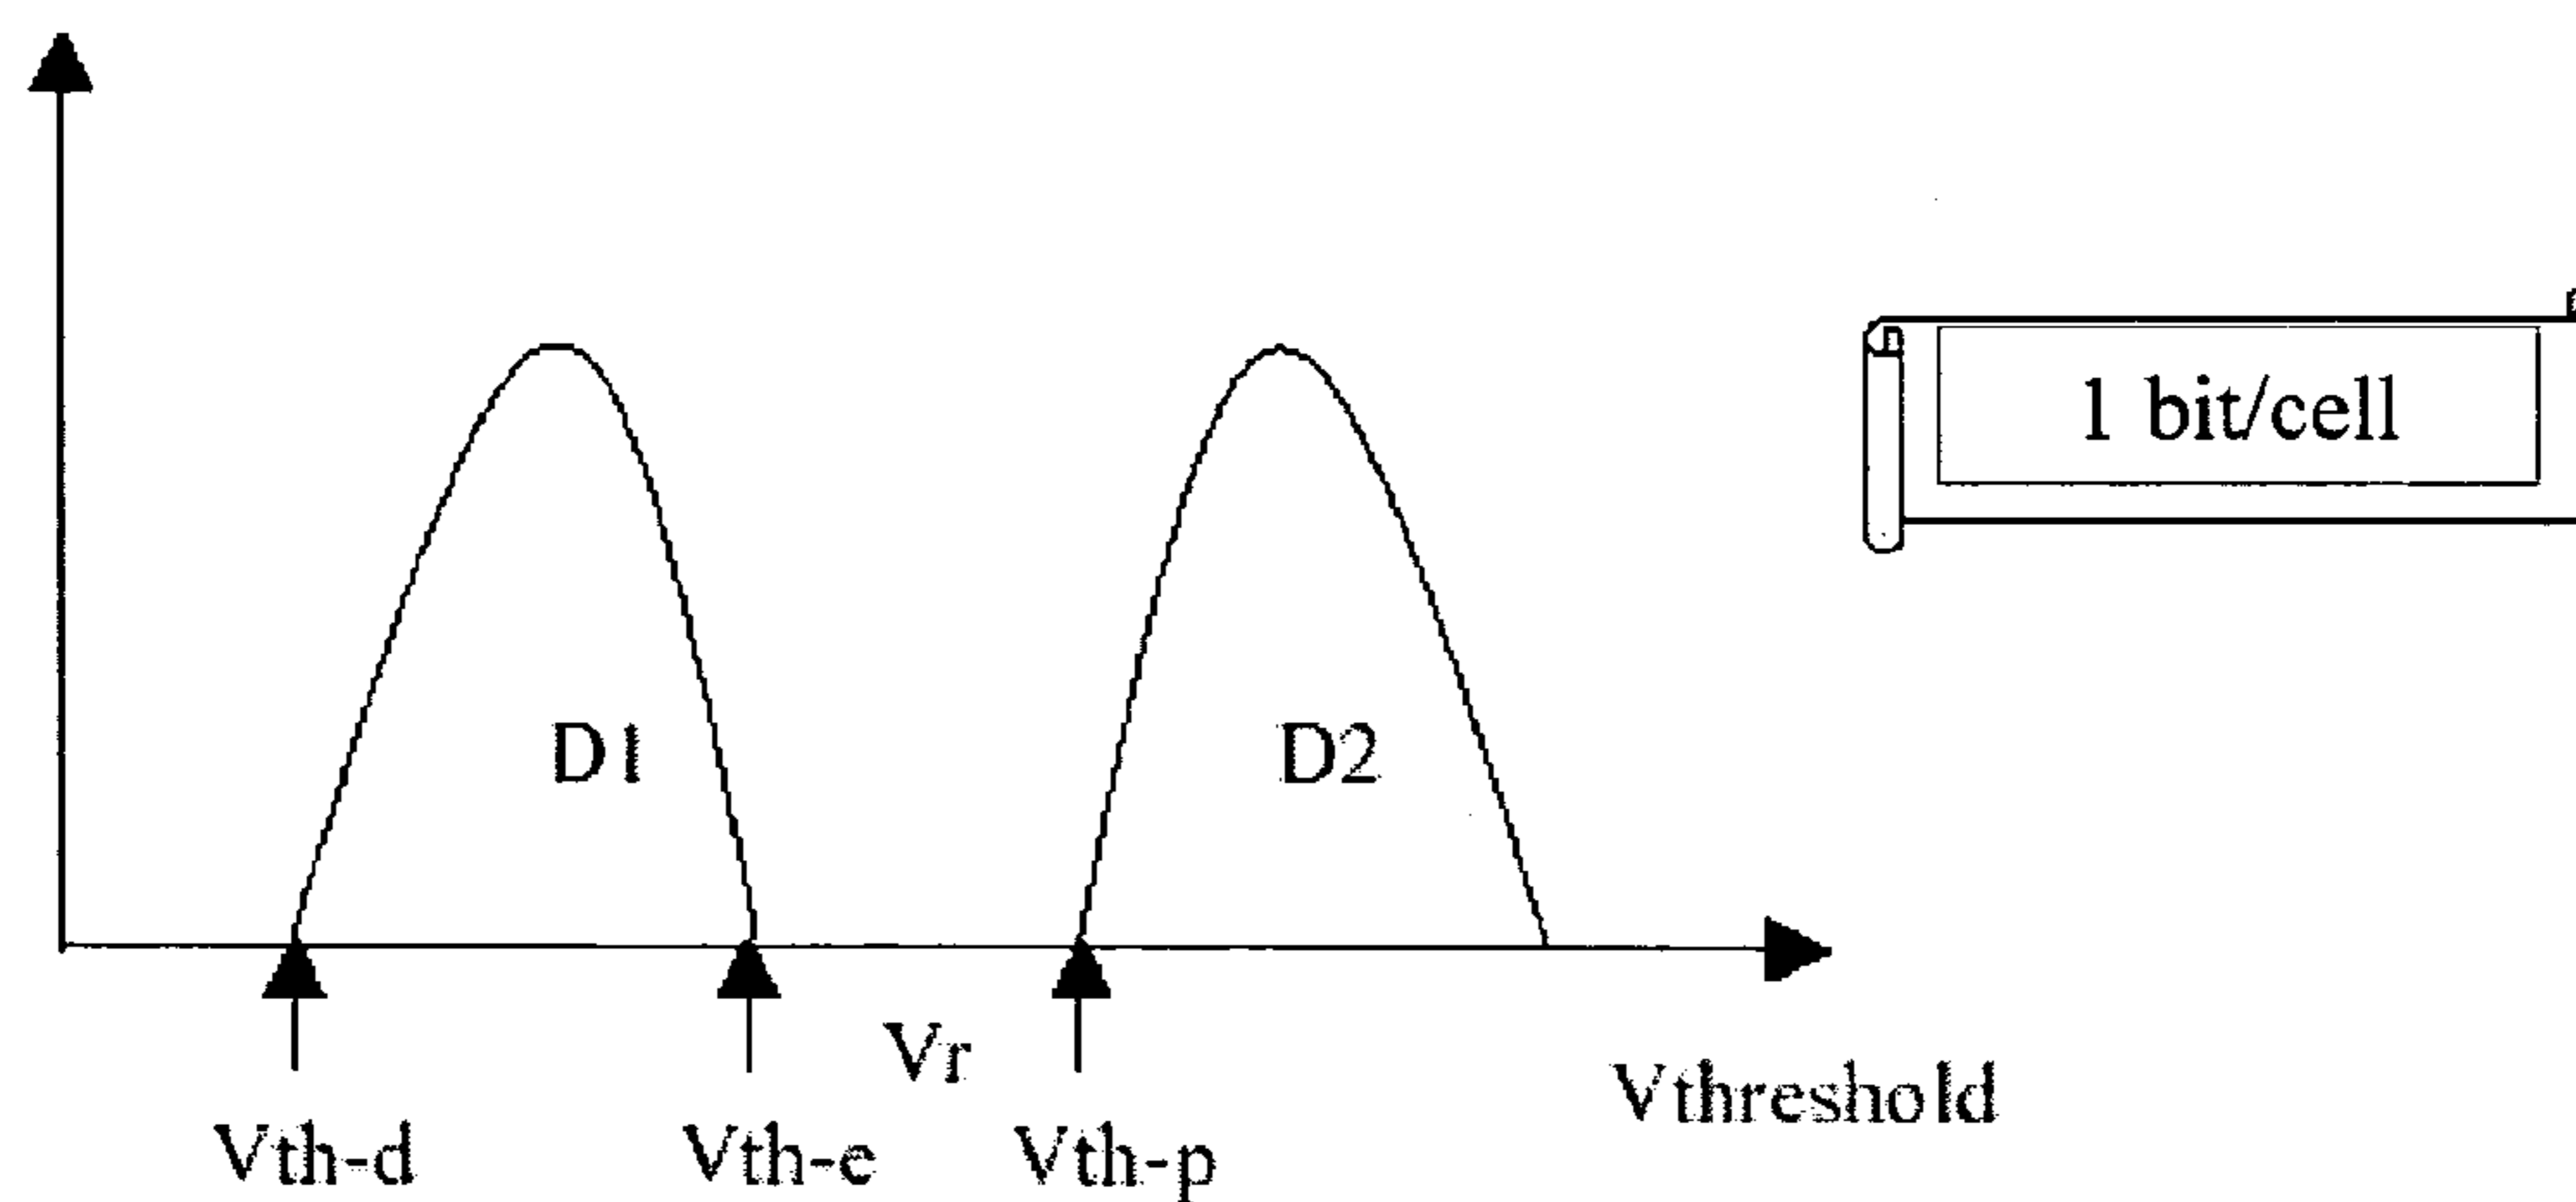 1 bit/cell
D1
D2
Vr
Vthreshold
Vth-d
Vth-e
Vth-p